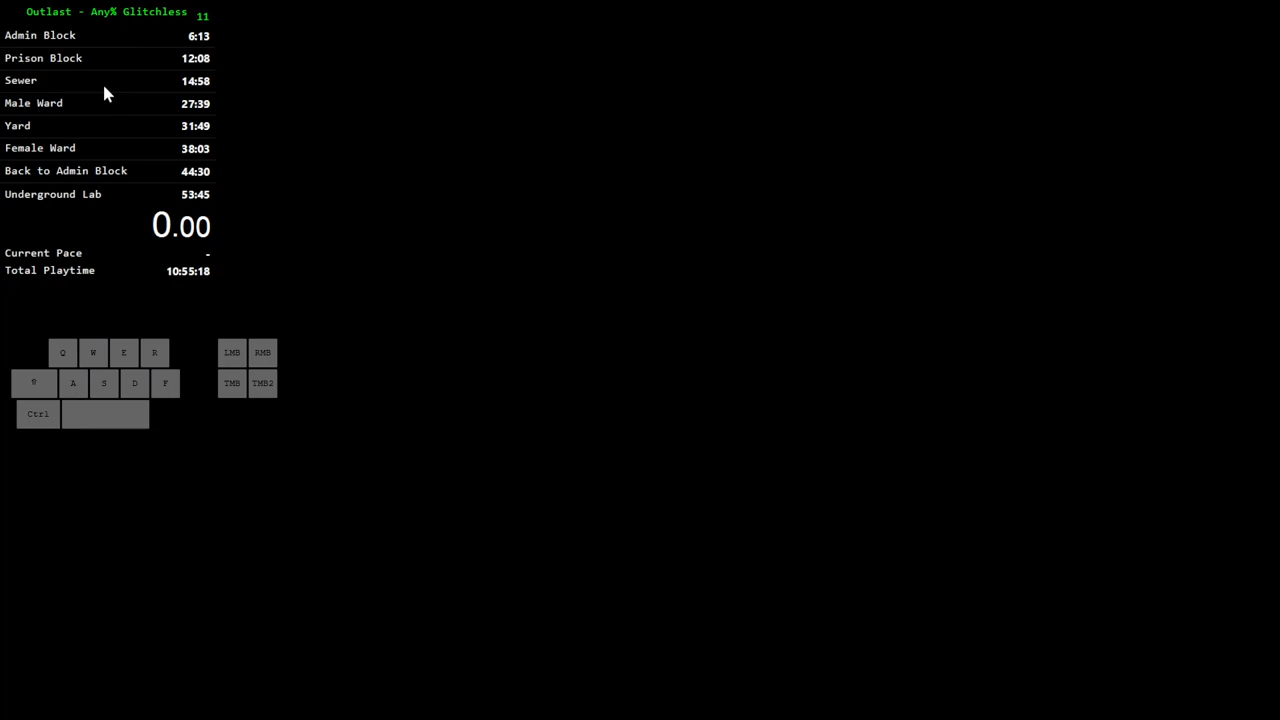 Outlast - Any% Glitchless 11
Admin Block 6:13
Prison Block 12:08
Sewer 14:58
Male Ward 27:39
Yard 31:49
Female Ward 38:03
Back to Admin Block 44:30
Underground Lab 53:45
0.00
Current Pace -
Total Playtime 10:55:18
Q W E R LMB RMB
⇧ A S D F TMB TMB2
Ctrl